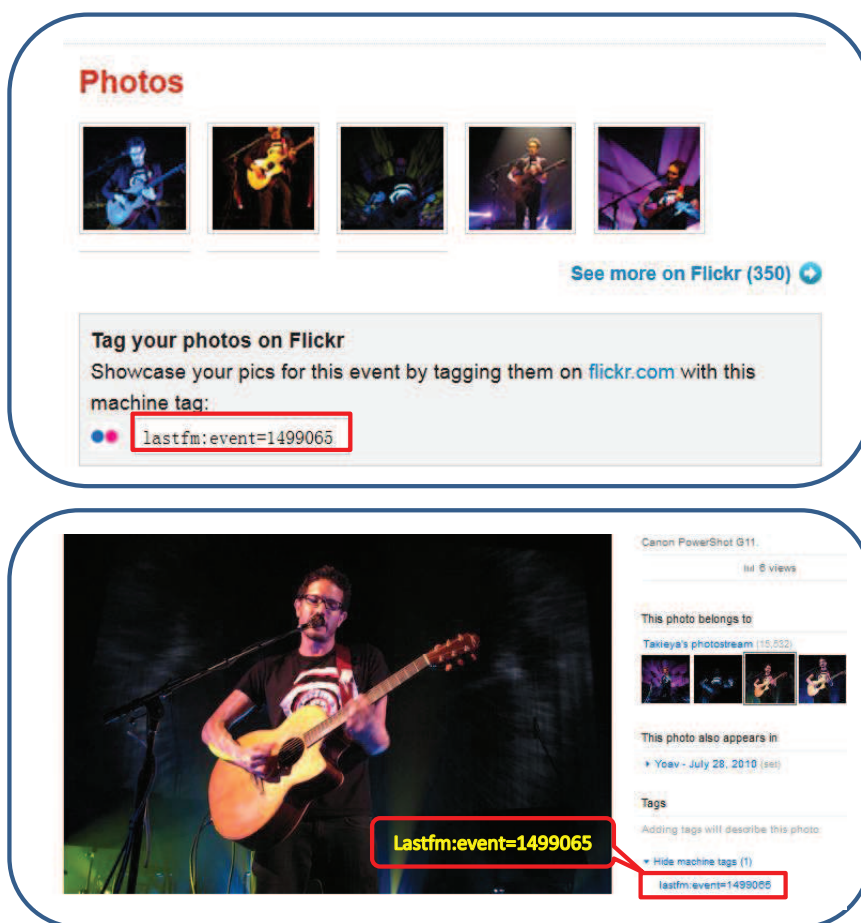 Photos
See more on Flickr (350)
Tag your photos on Flickr
Showcase your pics for this event by tagging them on flickr.com with this
machine tag:
lastfm:event=1499065
Canon PowerShot G11.
6 views
This photo belongs to
Takieya's photostream (15,532)
This photo also appears in
Yoav - July 28, 2010 (set)
Tags
Adding tags will describe this photo
Lastfm:event=1499065
Hide machine tags (1)
lastfm:event=1499065